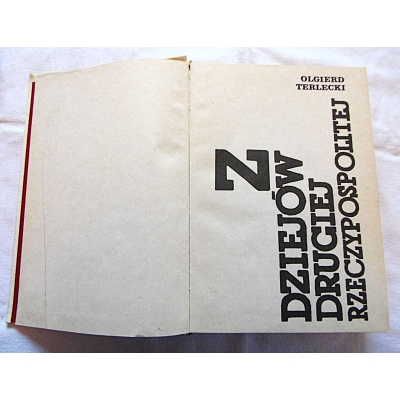 OLGIERD
TERLECKI
Z
DZIEJÓW
DRUGIEJ
RZECZYPOSPOLITEJ